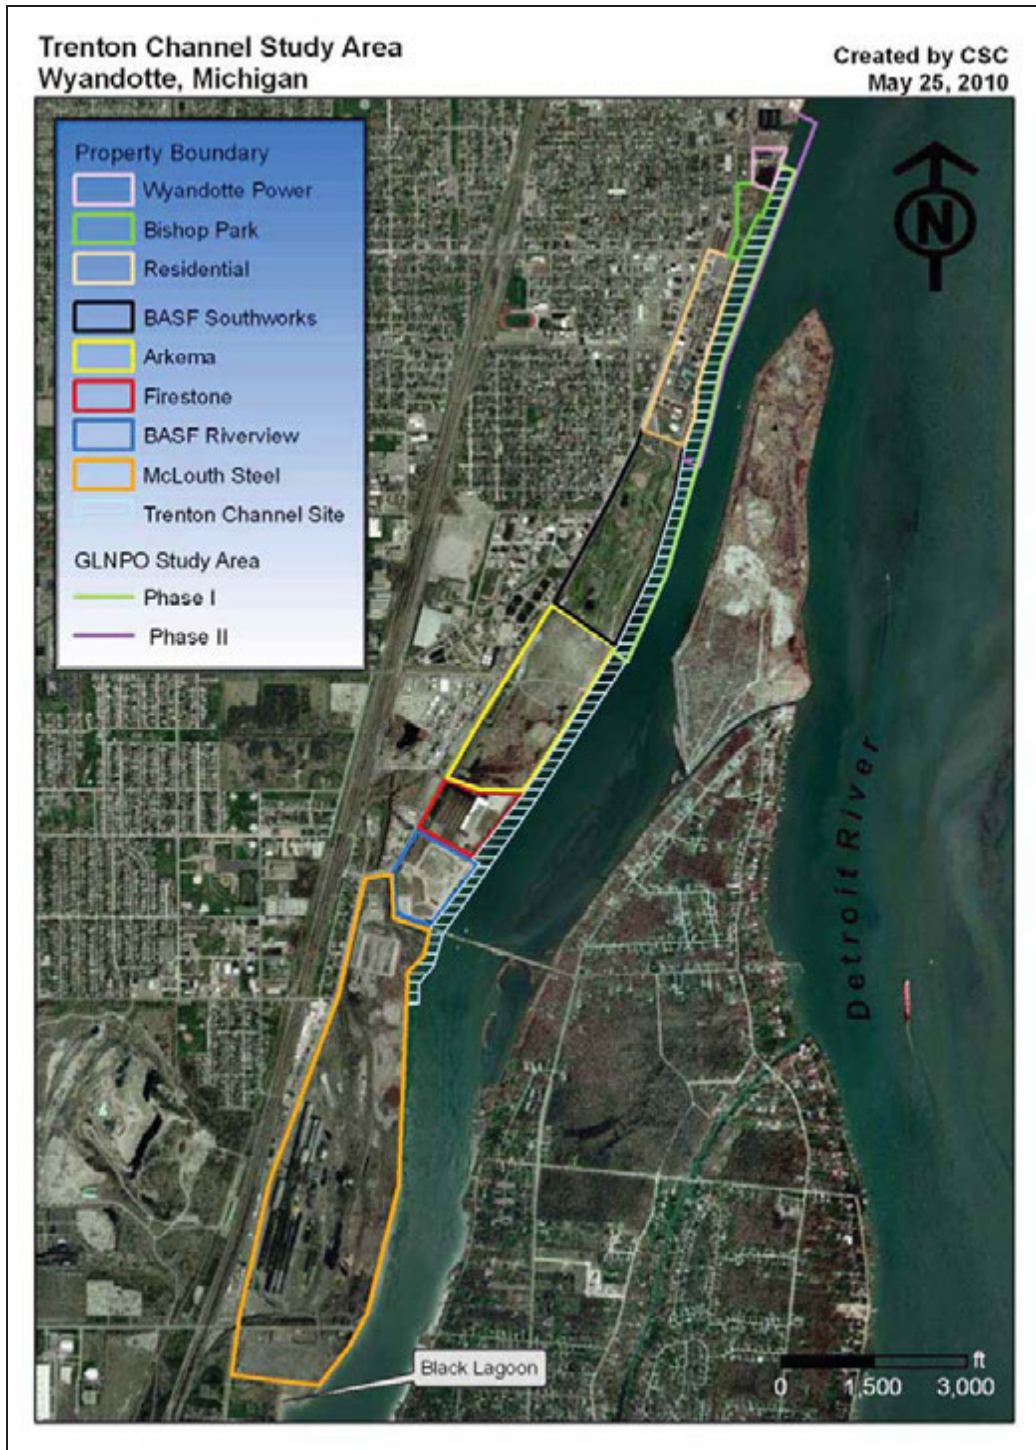 Trenton Channel Study Area
Wyandotte, Michigan
Created by CSC
May 25, 2010
Property Boundary
Wyandotte Power
Bishop Park
Residential
BASF Southworks
Arkema
Firestone
BASF Riverview
McLouth Steel
Trenton Channel Site
GLNPO Study Area
Phase I
Phase II
N
Detroit River
Black Lagoon
ft
0 1,500 3,000